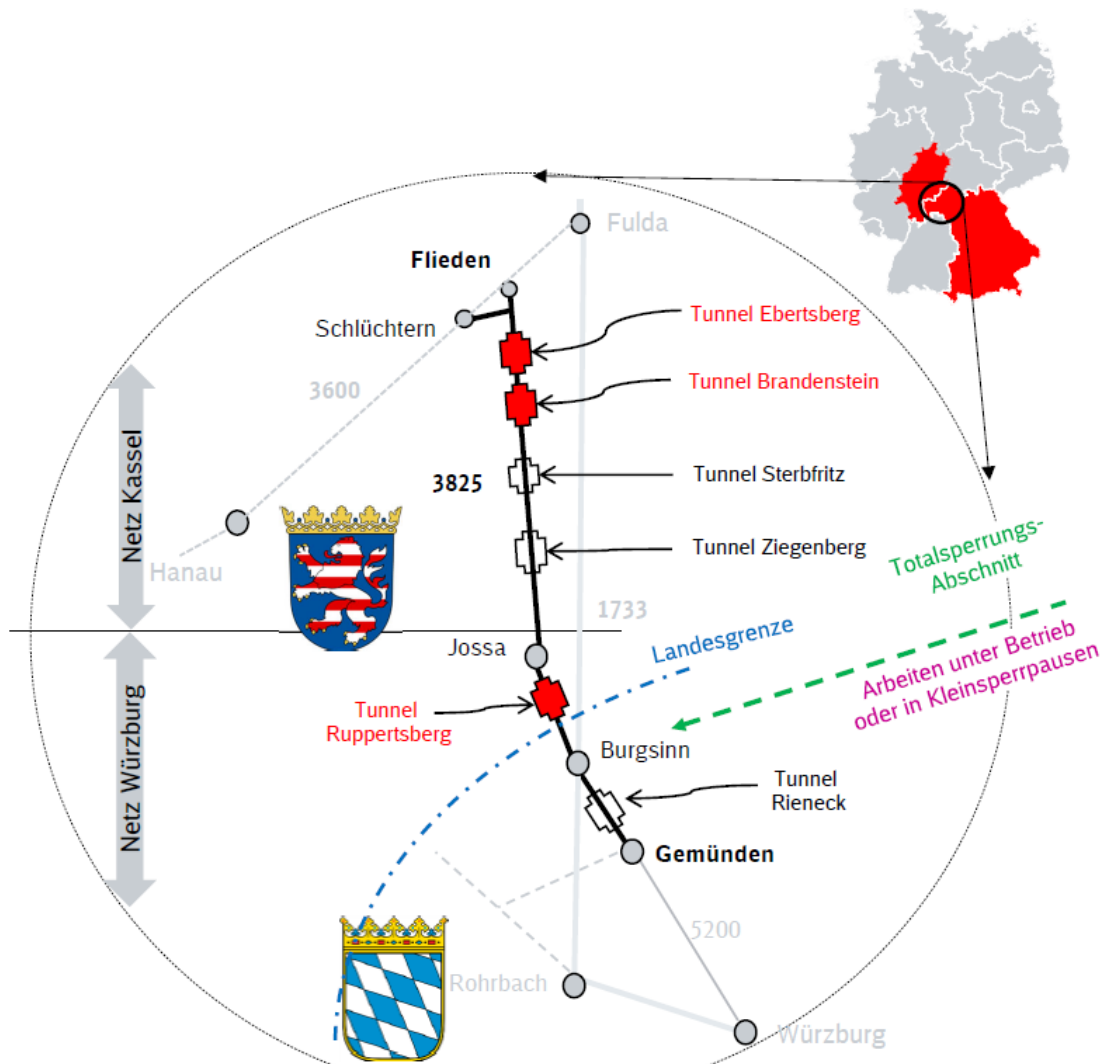 Fulda
Flieden
Schlüchtern
Tunnel Ebertsberg
Tunnel Brandenstein
3600
Netz Kassel
3825
Tunnel Sterbfritz
Tunnel Ziegenberg
Hanau
Totalsperrungs-
Abschnitt
1733
Landesgrenze
Jossa
Arbeiten unter Betrieb
oder in Kleinsperrpausen
Tunnel
Ruppertsberg
Netz Würzburg
Burgsinn
Tunnel
Rieneck
Gemünden
5200
Rohrbach
Würzburg